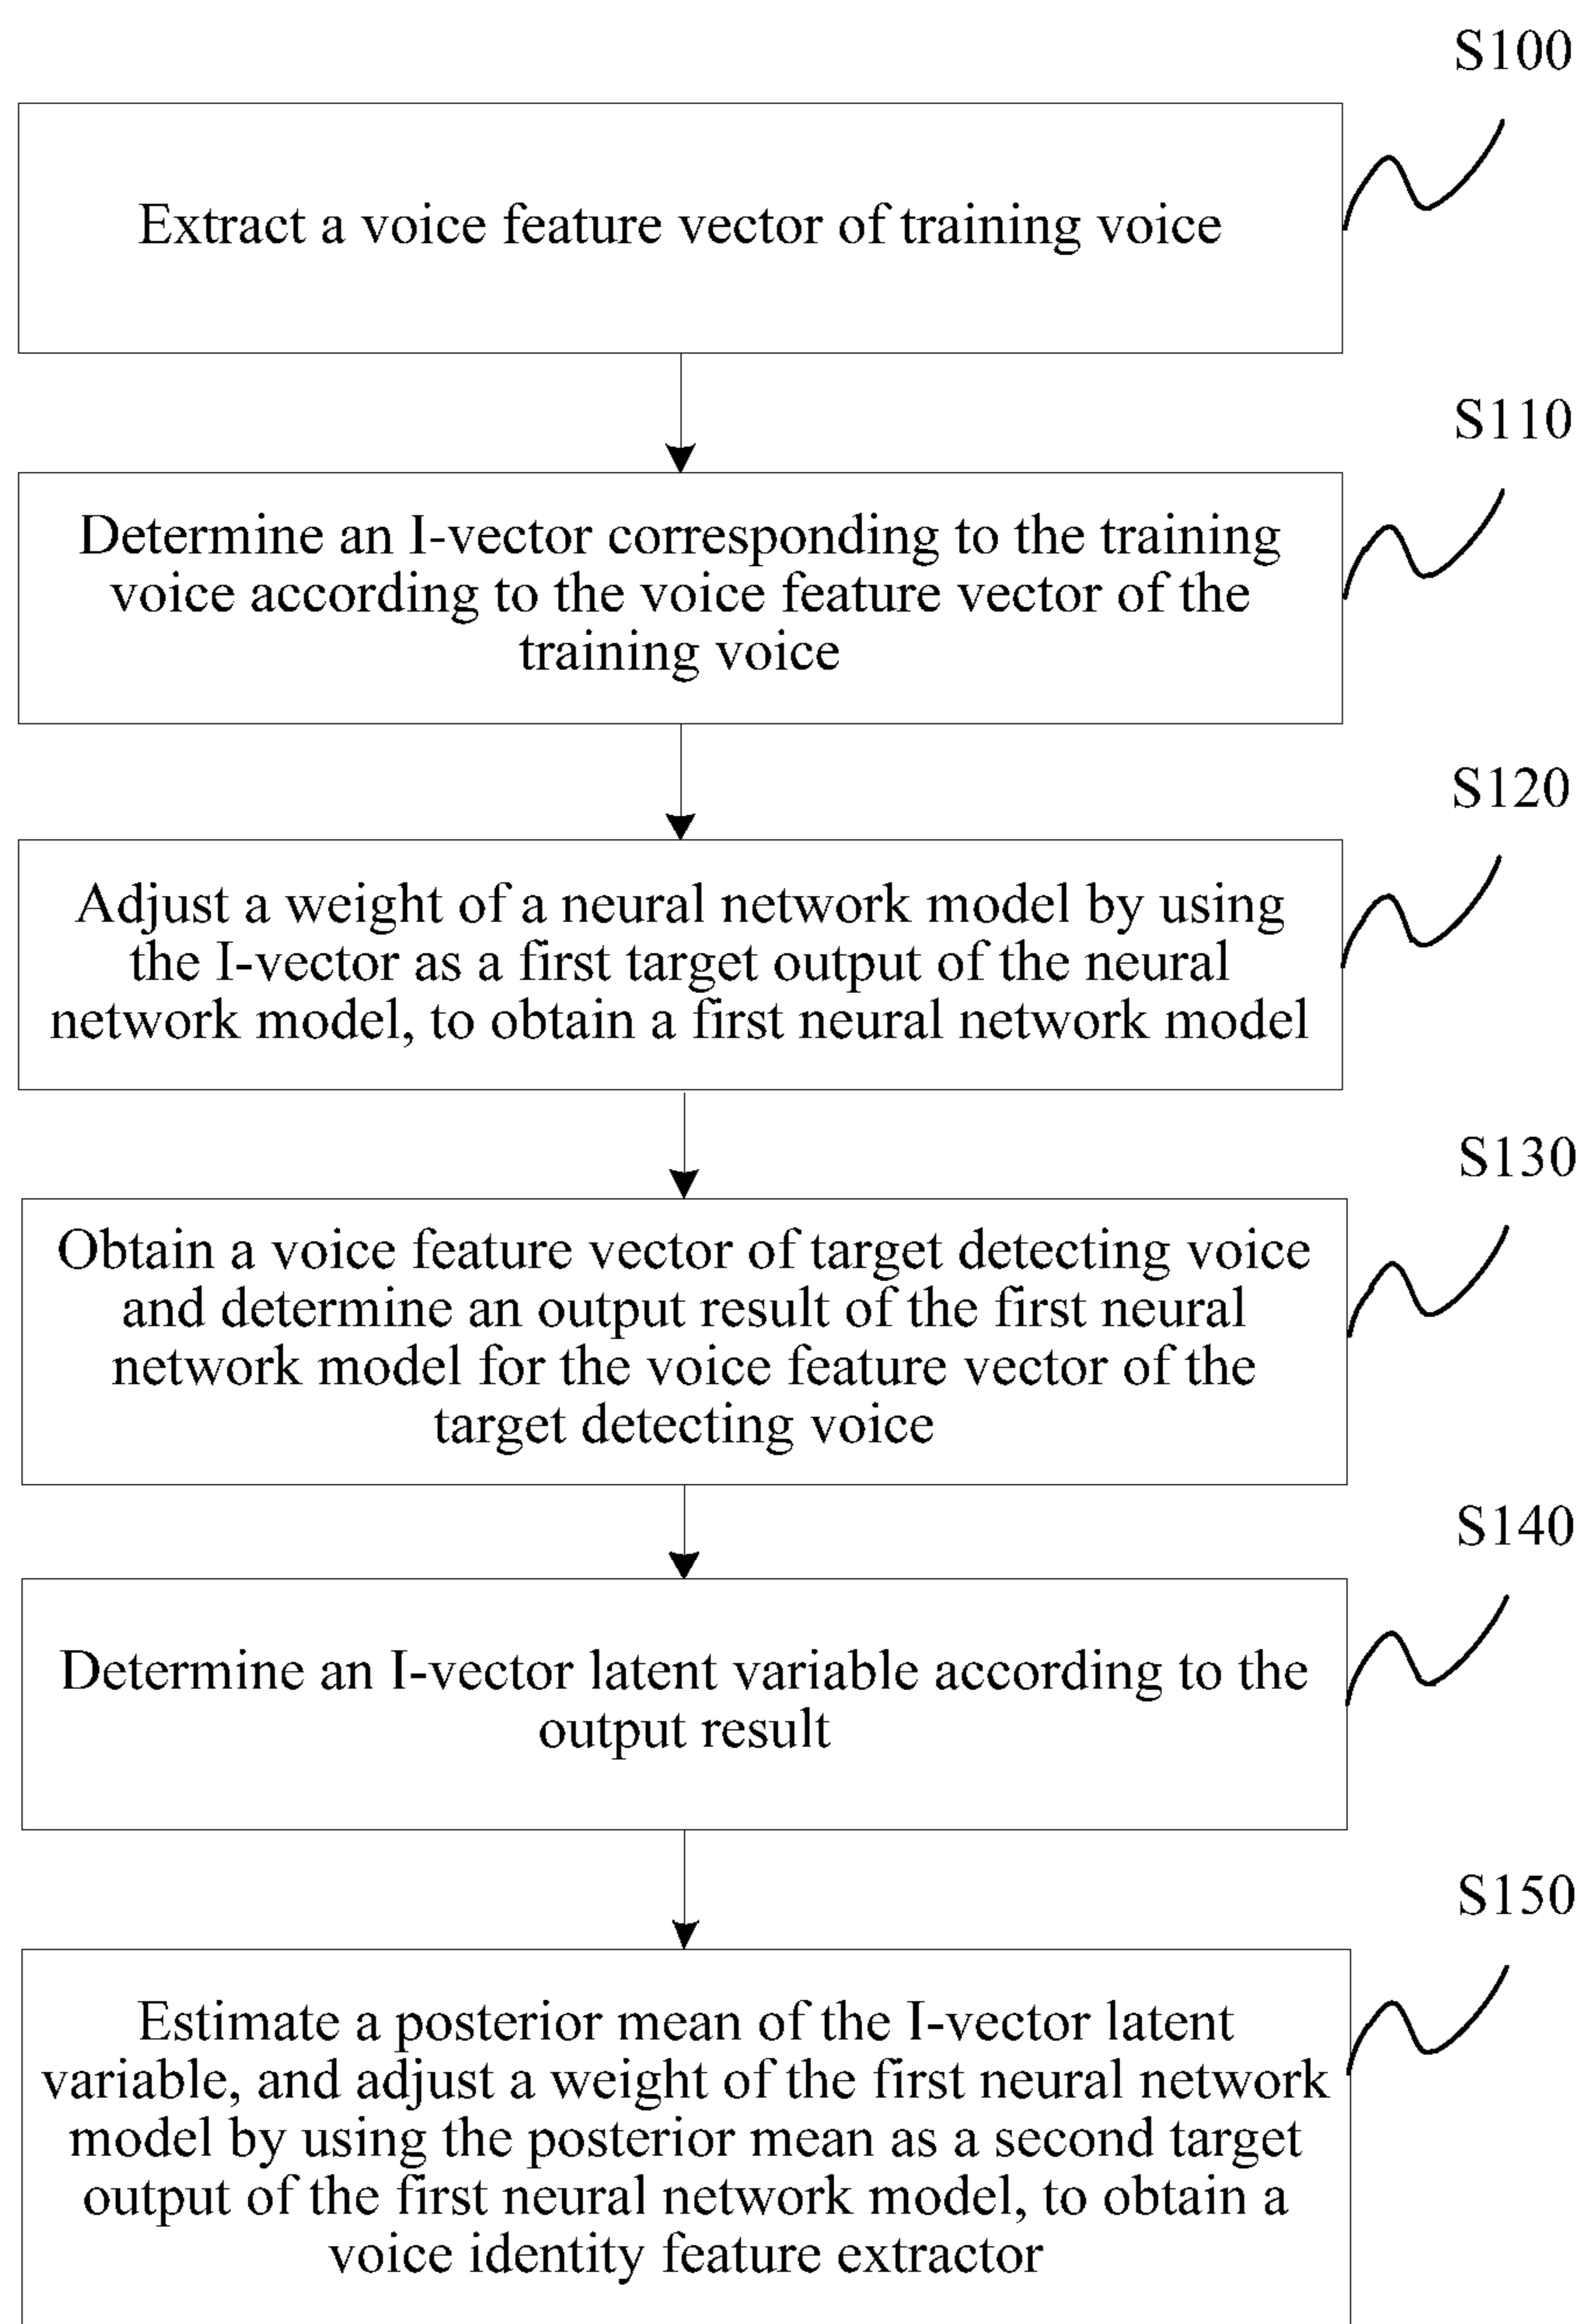 S100
Extract a voice feature vector of training voice
S110
Determine an I-vector corresponding to the training
voice according to the voice feature vector of the
training voice
S120
Adjust a weight of a neural network model by using
the I-vector as a first target output of the neural
network model, to obtain a first neural network model
S130
Obtain a voice feature vector of target detecting voice
and determine an output result of the first neural
network model for the voice feature vector of the
target detecting voice
S140
Determine an I-vector latent variable according to the
output result
S150
Estimate a posterior mean of the I-vector latent
variable, and adjust a weight of the first neural network
model by using the posterior mean as a second target
output of the first neural network model, to obtain a
voice identity feature extractor